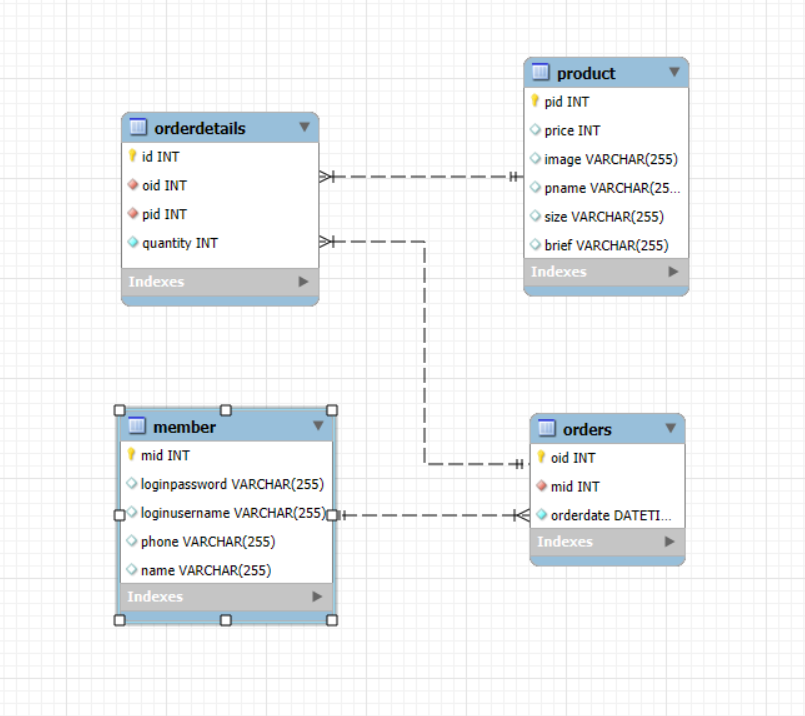 orderdetails
id INT
oid INT
pid INT
quantity INT
Indexes
product
pid INT
price INT
image VARCHAR(255)
pname VARCHAR(25...
size VARCHAR(255)
brief VARCHAR(255)
Indexes
member
mid INT
loginpassword VARCHAR(255)
loginusername VARCHAR(255)
phone VARCHAR(255)
name VARCHAR(255)
Indexes
orders
oid INT
mid INT
orderdate DATETI...
Indexes